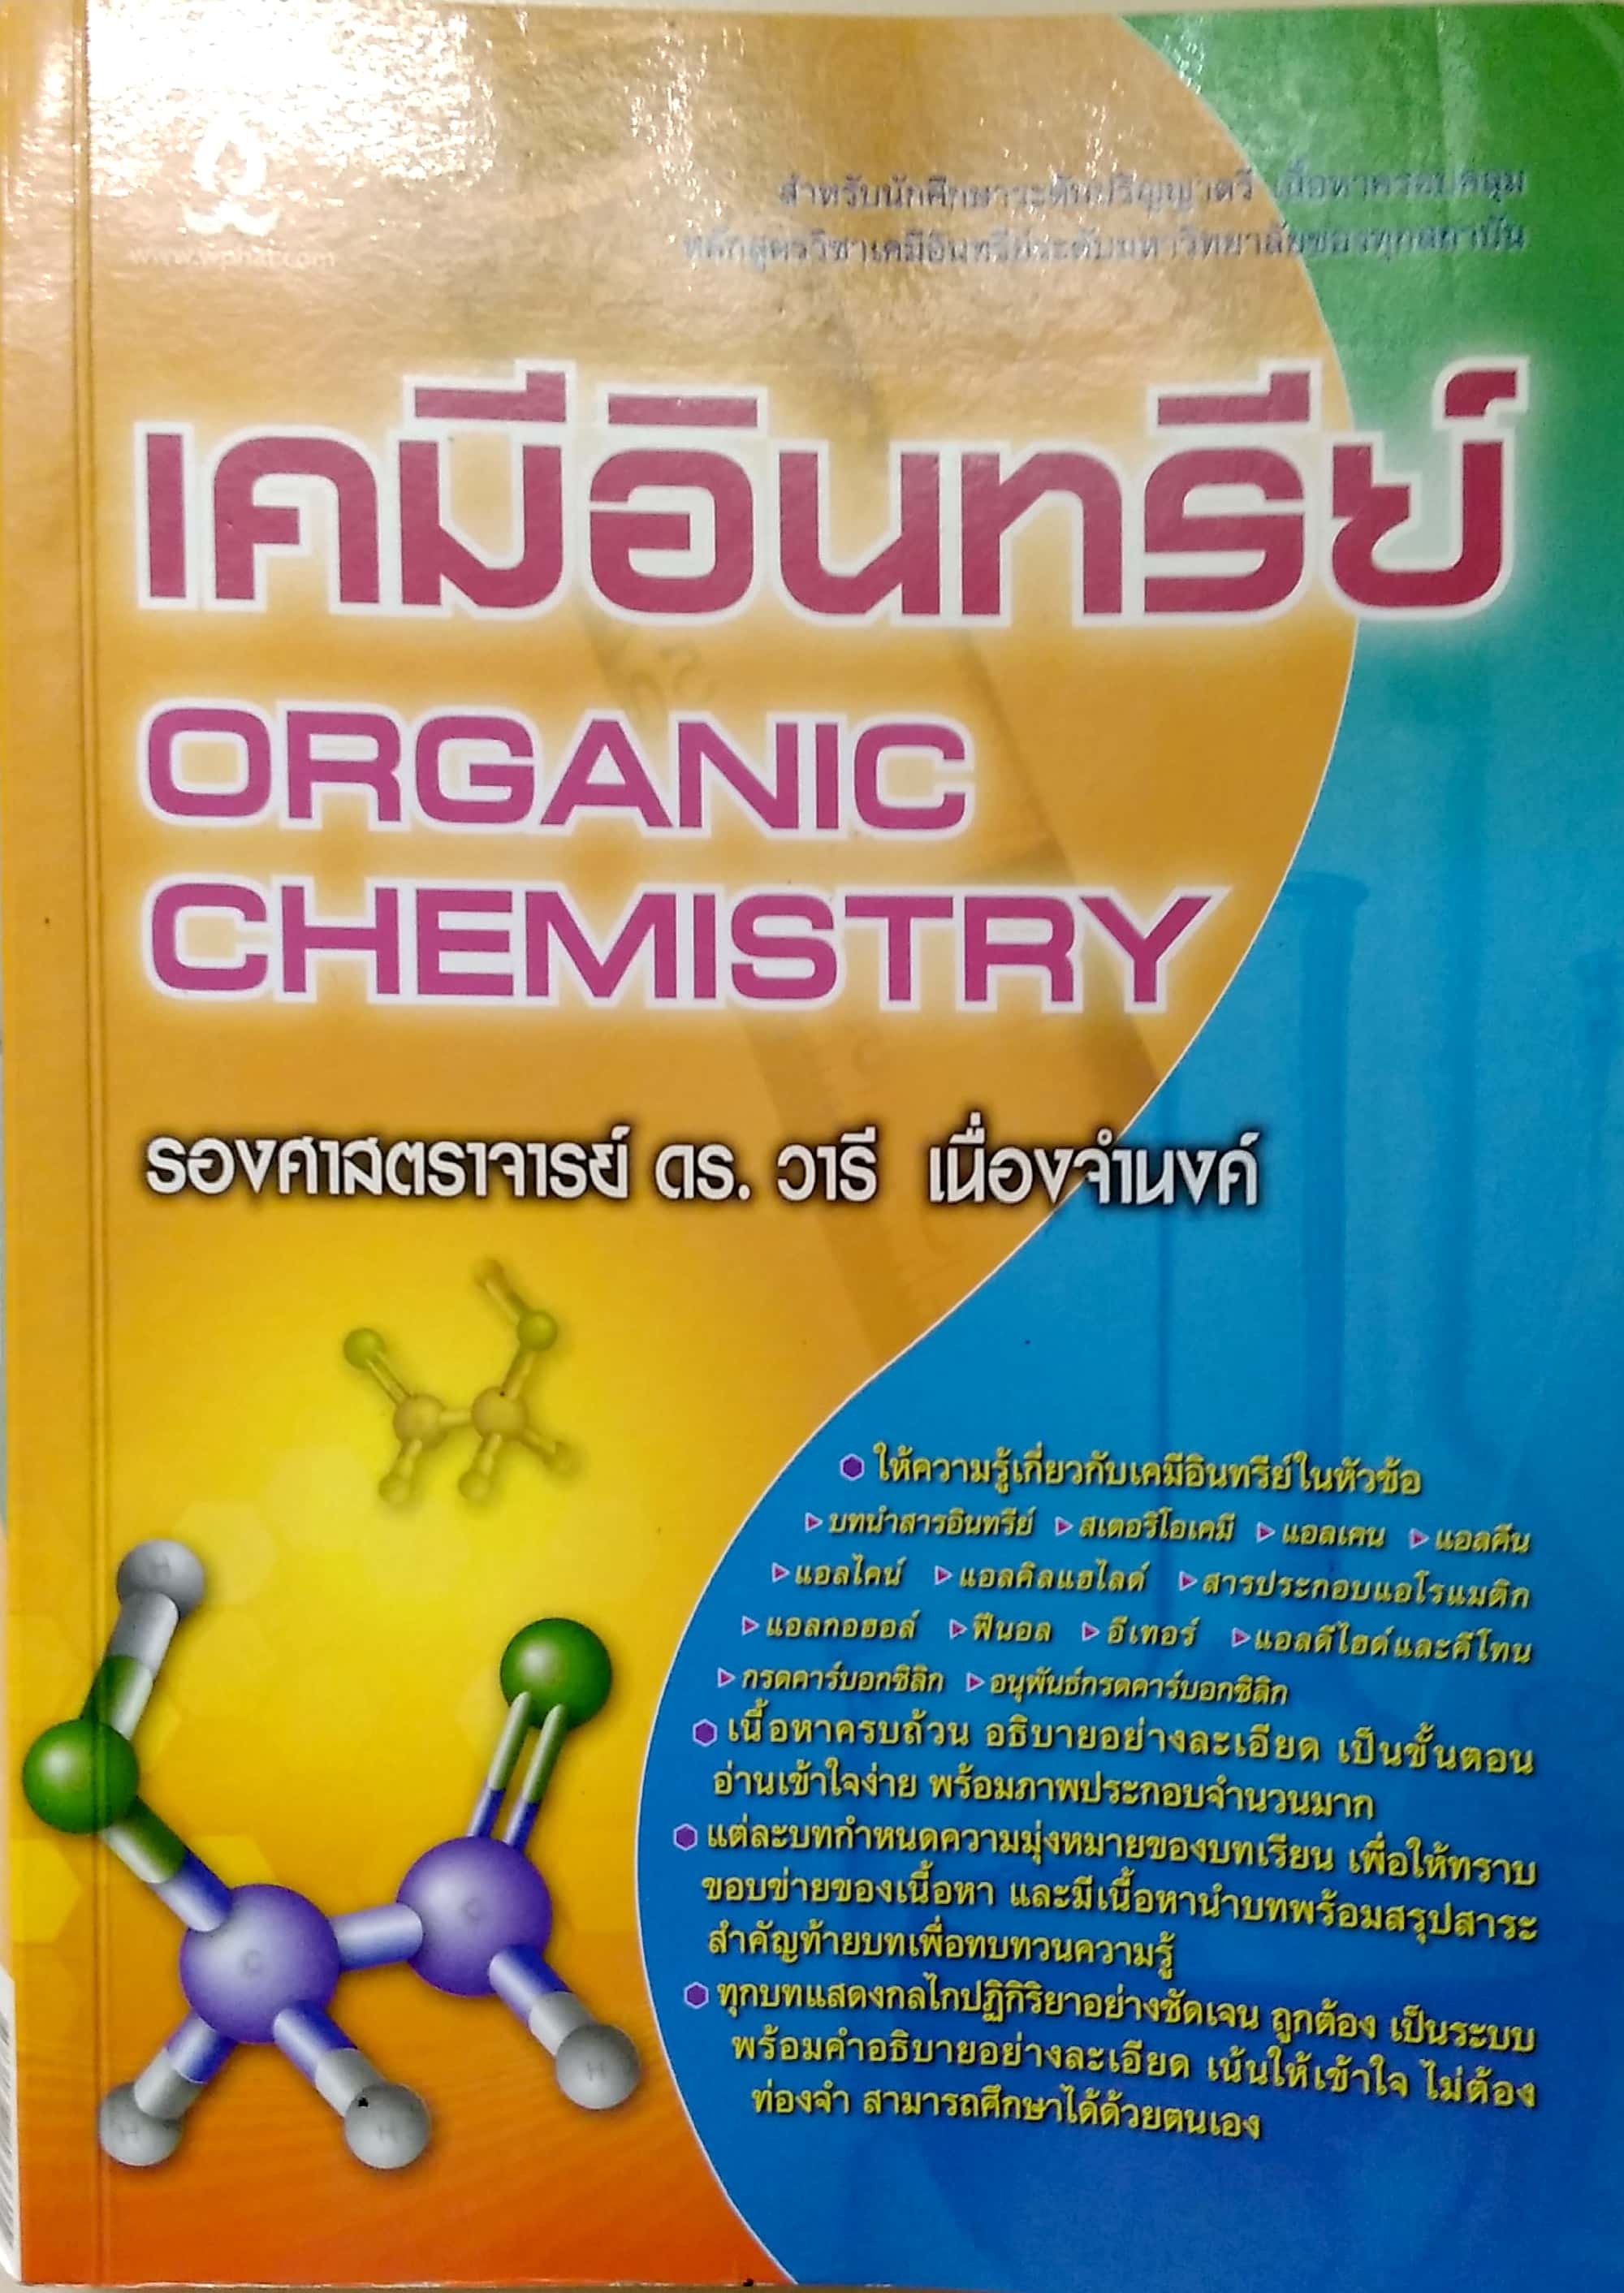 www.wphat.com
สำหรับนักศึกษาระดับปริญญาตรี เนื้อหาครอบคลุม
หลักสูตรวิชาเคมีอินทรีย์ระดับมหาวิทยาลัยของทุกสถาบัน
เคมีอินทรีย์
ORGANIC
CHEMISTRY
รองศาสตราจารย์ ดร. วารี เนื่องจำนงค์
ให้ความรู้เกี่ยวกับเคมีอินทรีย์ในหัวข้อ
บทนำสารอินทรีย์ สเตอริโอเคมี แอลเคน แอลคีน
แอลไคน์ แอลคิลแฮไลด์ สารประกอบแอโรแมติก
แอลกอฮอล์ ฟีนอล อีเทอร์ แอลดีไฮด์และคีโทน
กรดคาร์บอกซิลิก อนุพันธ์กรดคาร์บอกซิลิก
เนื้อหาครบถ้วน อธิบายอย่างละเอียด เป็นขั้นตอน
อ่านเข้าใจง่าย พร้อมภาพประกอบจำนวนมาก
แต่ละบทกำหนดความมุ่งหมายของบทเรียน เพื่อให้ทราบ
ขอบข่ายของเนื้อหา และมีเนื้อหานำบทพร้อมสรุปสาระ
สำคัญท้ายบทเพื่อทบทวนความรู้
ทุกบทแสดงกลไกปฏิกิริยาอย่างชัดเจน ถูกต้อง เป็นระบบ
พร้อมคำอธิบายอย่างละเอียด เน้นให้เข้าใจ ไม่ต้อง
ท่องจำ สามารถศึกษาได้ด้วยตนเอง